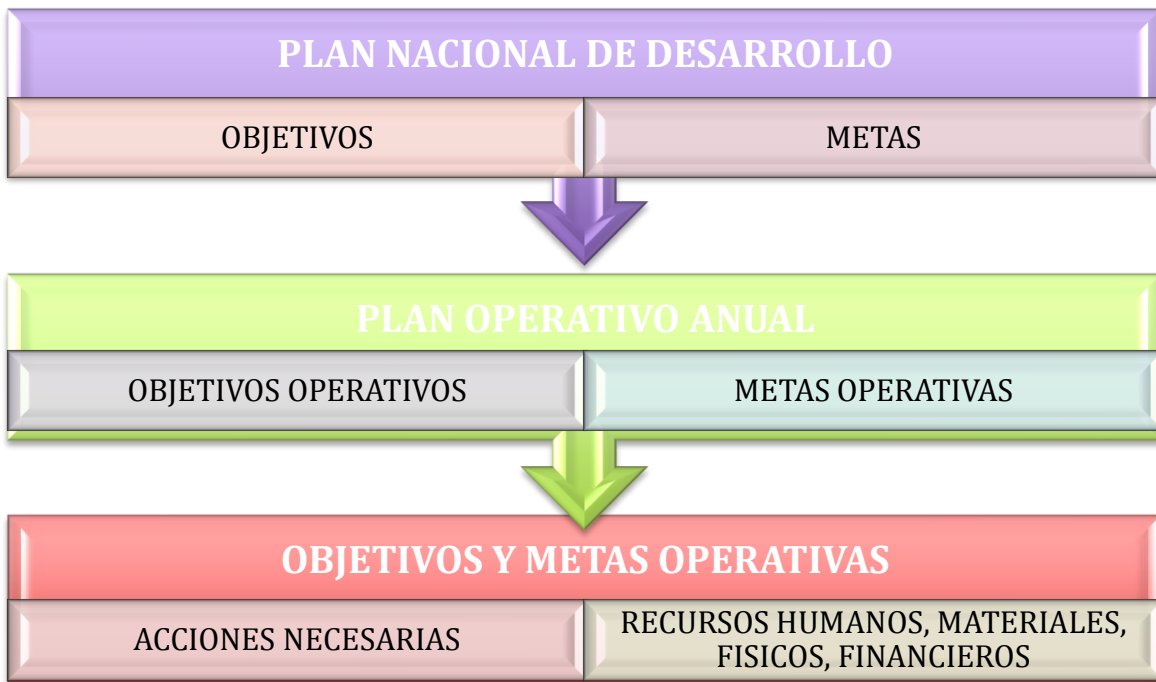 PLAN NACIONAL DE DESARROLLO
OBJETIVOS
METAS
PLAN OPERATIVO ANUAL
OBJETIVOS OPERATIVOS
METAS OPERATIVAS
OBJETIVOS Y METAS OPERATIVAS
ACCIONES NECESARIAS
RECURSOS HUMANOS, MATERIALES,
FISICOS, FINANCIEROS